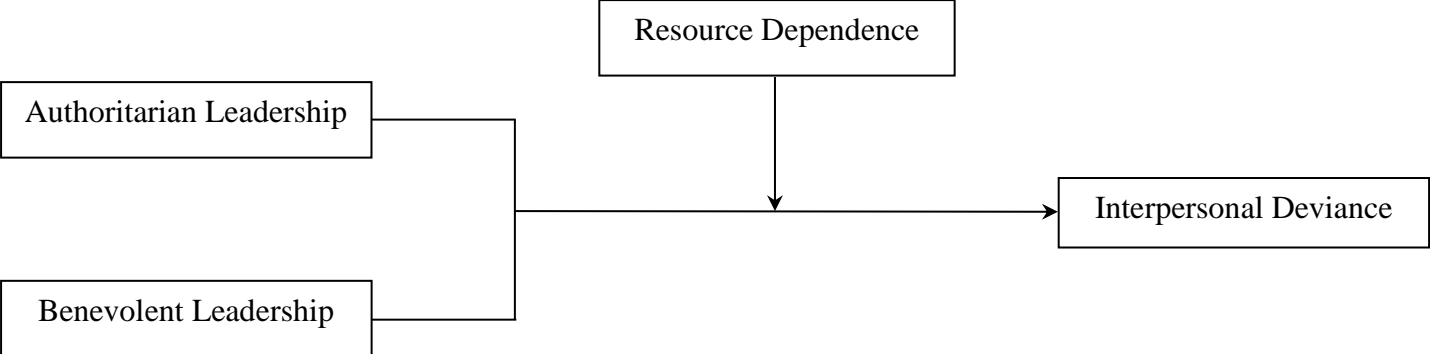 Resource Dependence
Authoritarian Leadership
Interpersonal Deviance
Benevolent Leadership